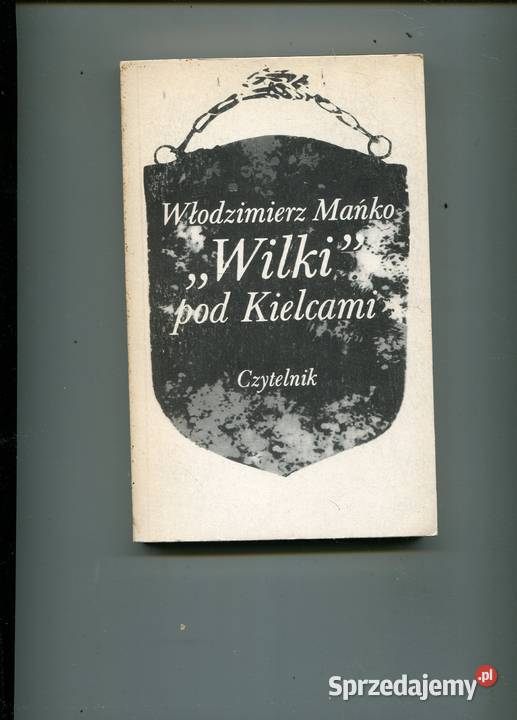 Włodzimierz Mańko
„Wilki”
pod Kielcami
Czytelnik
Sprzedajemy.pl